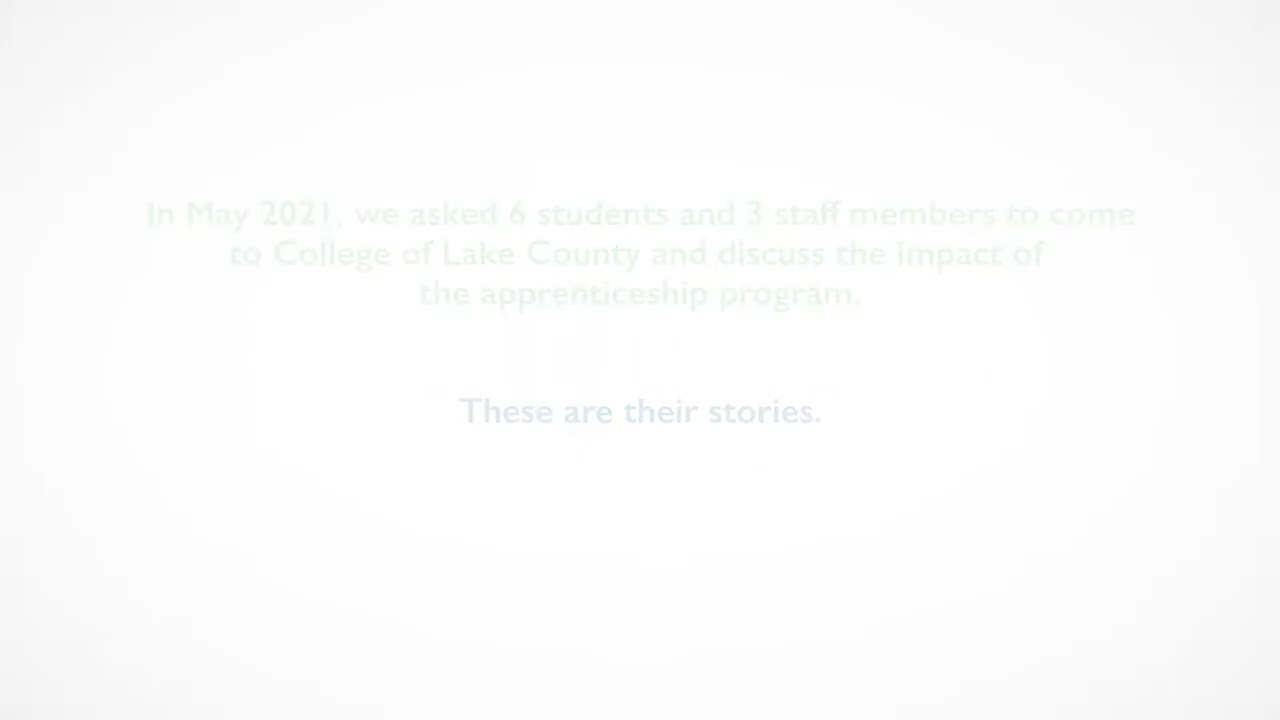 In May 2021, we asked 6 students and 3 staff members to come
to College of Lake County and discuss the impact of
the apprenticeship program.
These are their stories.